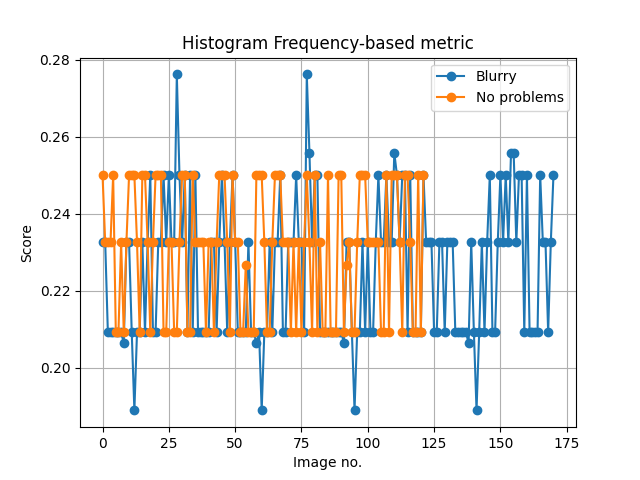 Histogram Frequency-based metric
0.28
0.26
0.24
0.22
0.20
Score
Blurry
No problems
0
25
50
75
100
125
150
175
Image no.